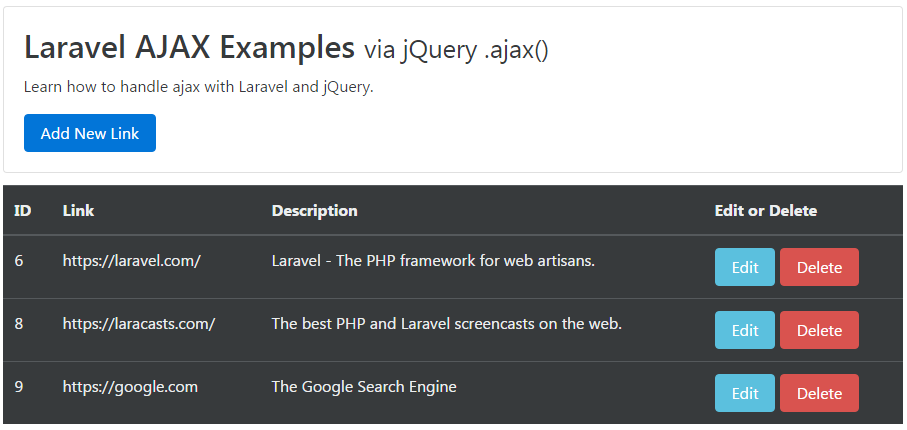 Laravel AJAX Examples via jQuery .ajax()
Learn how to handle ajax with Laravel and jQuery.
Add New Link
ID Link Description Edit or Delete
6 https://laravel.com/ Laravel - The PHP framework for web artisans. Edit Delete
8 https://laracasts.com/ The best PHP and Laravel screencasts on the web. Edit Delete
9 https://google.com The Google Search Engine Edit Delete